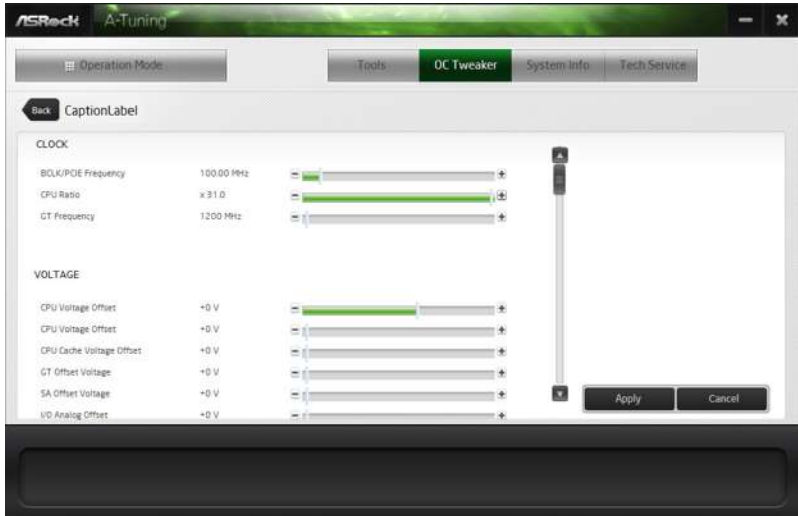 ASRock A-Tuning
Operation Mode Tools OC Tweaker System Info Tech Service
Back CaptionLabel
CLOCK
BCLK/PCIE Frequency 100.00 MHz
CPU Ratio x 31.0
GT Frequency 1200 MHz
VOLTAGE
CPU Voltage Offset +0 V
CPU Voltage Offset +0 V
CPU Cache Voltage Offset +0 V
GT Offset Voltage +0 V
SA Offset Voltage +0 V
I/O Analog Offset +0 V
Apply Cancel